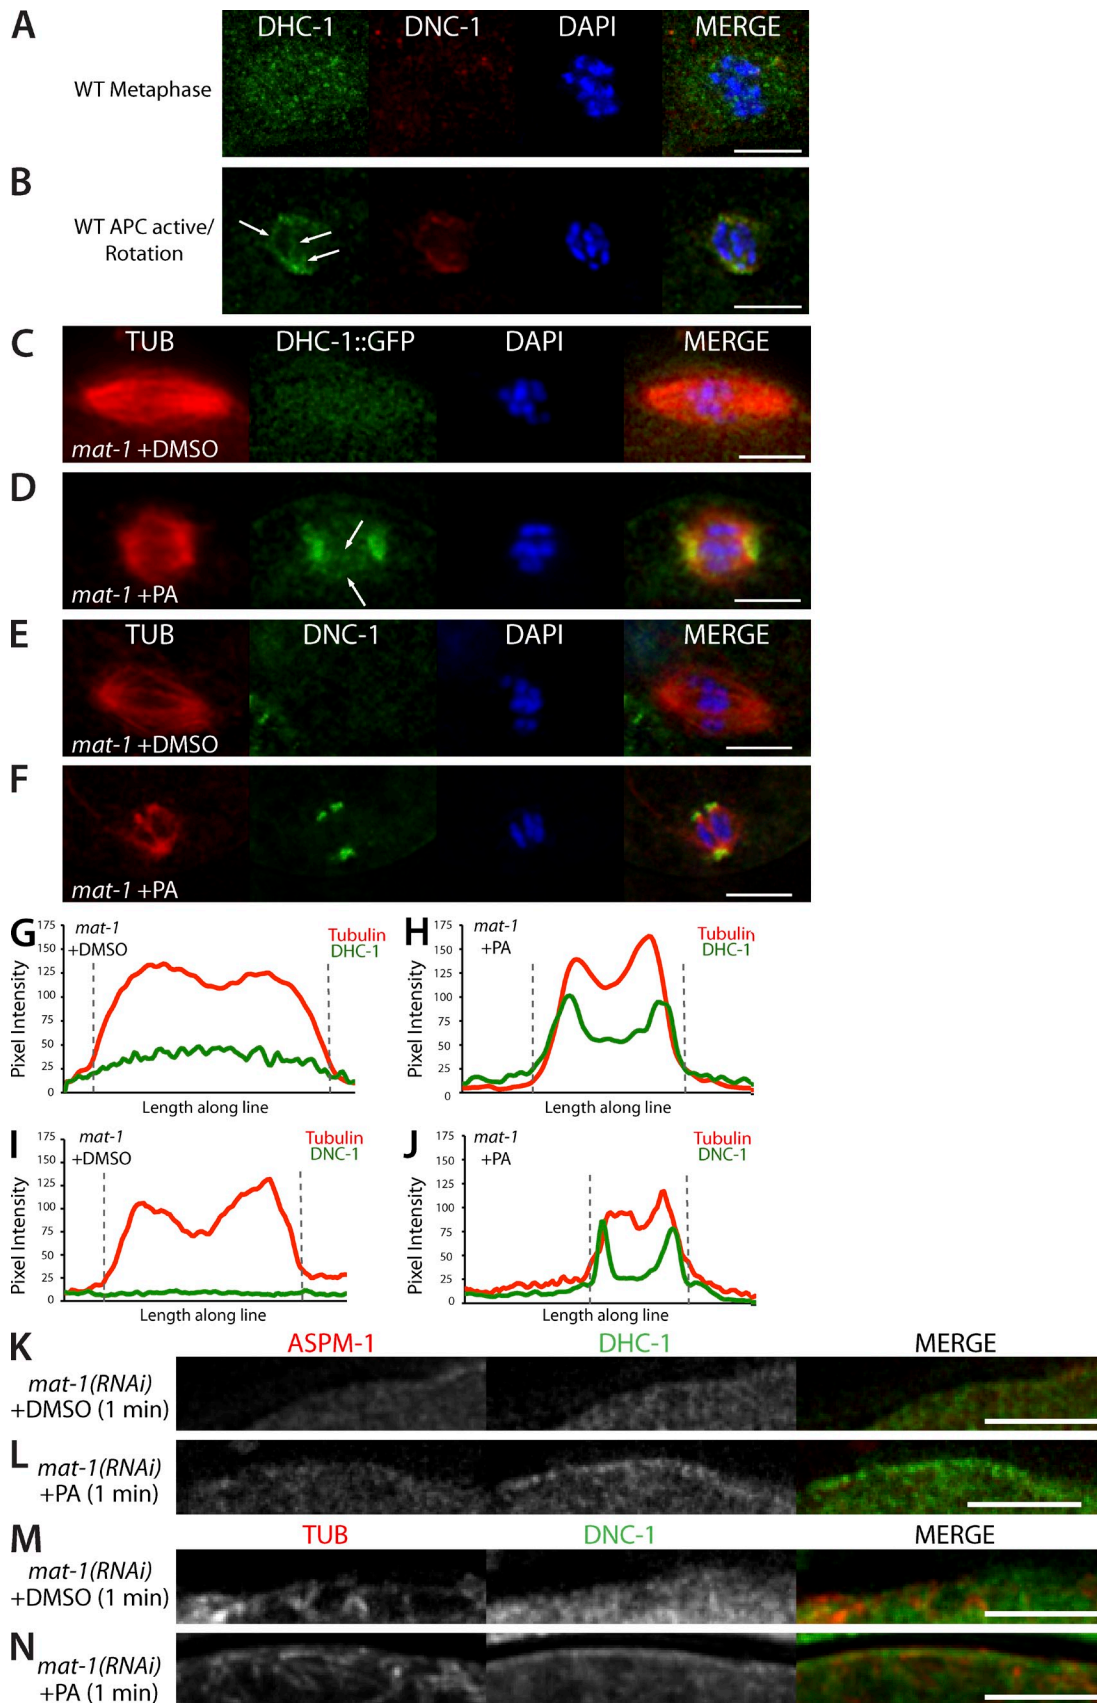 A
DHC-1 DNC-1 DAPI MERGE
WT Metaphase
B
WT APC active/
Rotation
C
TUB DHC-1::GFP DAPI MERGE
mat-1 +DMSO
D
mat-1 +PA
E
TUB DNC-1 DAPI MERGE
mat-1 +DMSO
F
mat-1 +PA
G
mat-1
+DMSO
Tubulin
DHC-1
175
150
125
100
75
50
25
0
Pixel Intensity
Length along line
H
mat-1
+PA
Tubulin
DHC-1
175
150
125
100
75
50
25
0
Pixel Intensity
Length along line
I
mat-1
+DMSO
Tubulin
DNC-1
175
150
125
100
75
50
25
0
Pixel Intensity
Length along line
J
mat-1
+PA
Tubulin
DNC-1
175
150
125
100
75
50
25
0
Pixel Intensity
Length along line
K
ASPM-1 DHC-1 MERGE
mat-1(RNAi)
+DMSO (1 min)
L
mat-1(RNAi)
+PA (1 min)
M
TUB DNC-1 MERGE
mat-1(RNAi)
+DMSO (1 min)
N
mat-1(RNAi)
+PA (1 min)